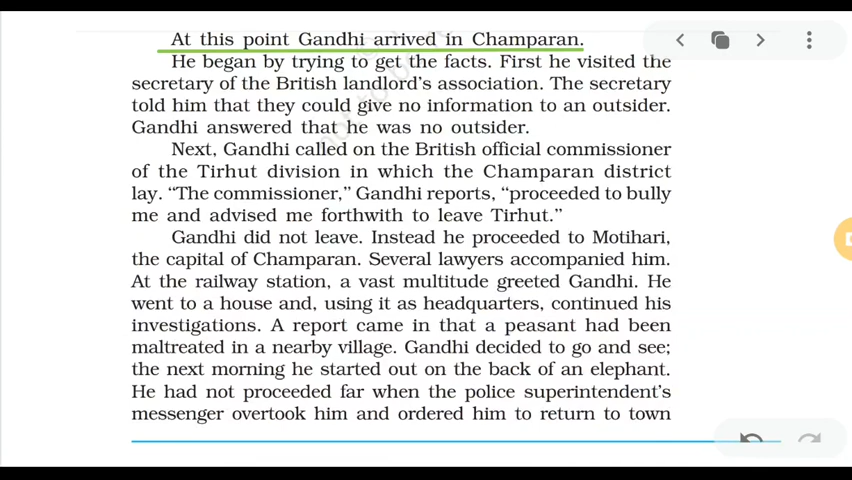 At this point Gandhi arrived in Champaran.
He began by trying to get the facts. First he visited the
secretary of the British landlord's association. The secretary
told him that they could give no information to an outsider.
Gandhi answered that he was no outsider.
Next, Gandhi called on the British official commissioner
of the Tirhut division in which the Champaran district
lay. "The commissioner," Gandhi reports, "proceeded to bully
me and advised me forthwith to leave Tirhut."
Gandhi did not leave. Instead he proceeded to Motihari,
the capital of Champaran. Several lawyers accompanied him.
At the railway station, a vast multitude greeted Gandhi. He
went to a house and, using it as headquarters, continued his
investigations. A report came in that a peasant had been
maltreated in a nearby village. Gandhi decided to go and see;
the next morning he started out on the back of an elephant.
He had not proceeded far when the police superintendent's
messenger overtook him and ordered him to return to town